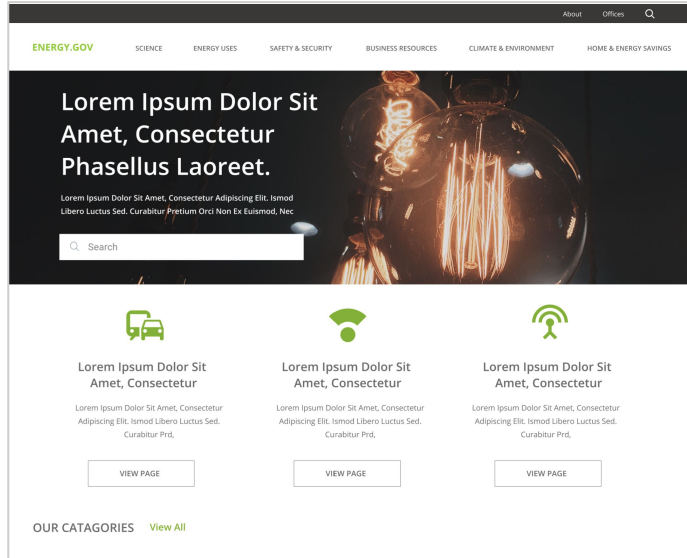 About Offices
ENERGY.GOV SCIENCE ENERGY USES SAFETY & SECURITY BUSINESS RESOURCES CLIMATE & ENVIRONMENT HOME & ENERGY SAVINGS
Lorem Ipsum Dolor Sit
Amet, Consectetur
Phasellus Laoreet.
Lorem Ipsum Dolor Sit Amet, Consectetur Adipiscing Elit. Ismod
Libero Luctus Sed. Curabitur Pretium Orci Non Ex Euismod, Nec
Search
Lorem Ipsum Dolor Sit
Amet, Consectetur
Lorem Ipsum Dolor Sit Amet, Consectetur
Adipiscing Elit. Ismod Libero Luctus Sed.
Curabitur Prd,
VIEW PAGE
Lorem Ipsum Dolor Sit
Amet, Consectetur
Lorem Ipsum Dolor Sit Amet, Consectetur
Adipiscing Elit. Ismod Libero Luctus Sed.
Curabitur Prd,
VIEW PAGE
Lorem Ipsum Dolor Sit
Amet, Consectetur
Lorem Ipsum Dolor Sit Amet, Consectetur
Adipiscing Elit. Ismod Libero Luctus Sed.
Curabitur Prd,
VIEW PAGE
OUR CATAGORIES View All